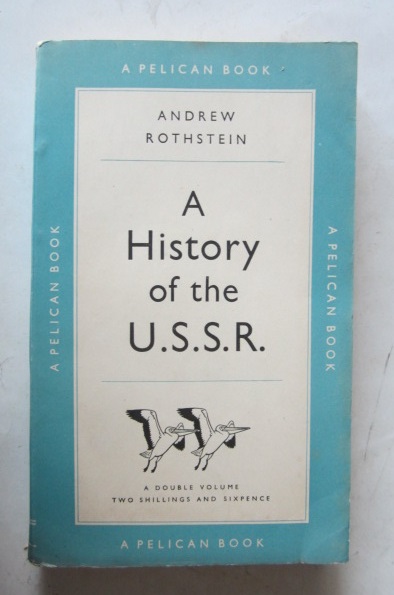 A PELICAN BOOK
ANDREW
ROTHSTEIN
A
History
of the
U.S.S.R.
A DOUBLE VOLUME
TWO SHILLINGS AND SIXPENCE
A PELICAN BOOK
A PELICAN BOOK
A PELICAN BOOK